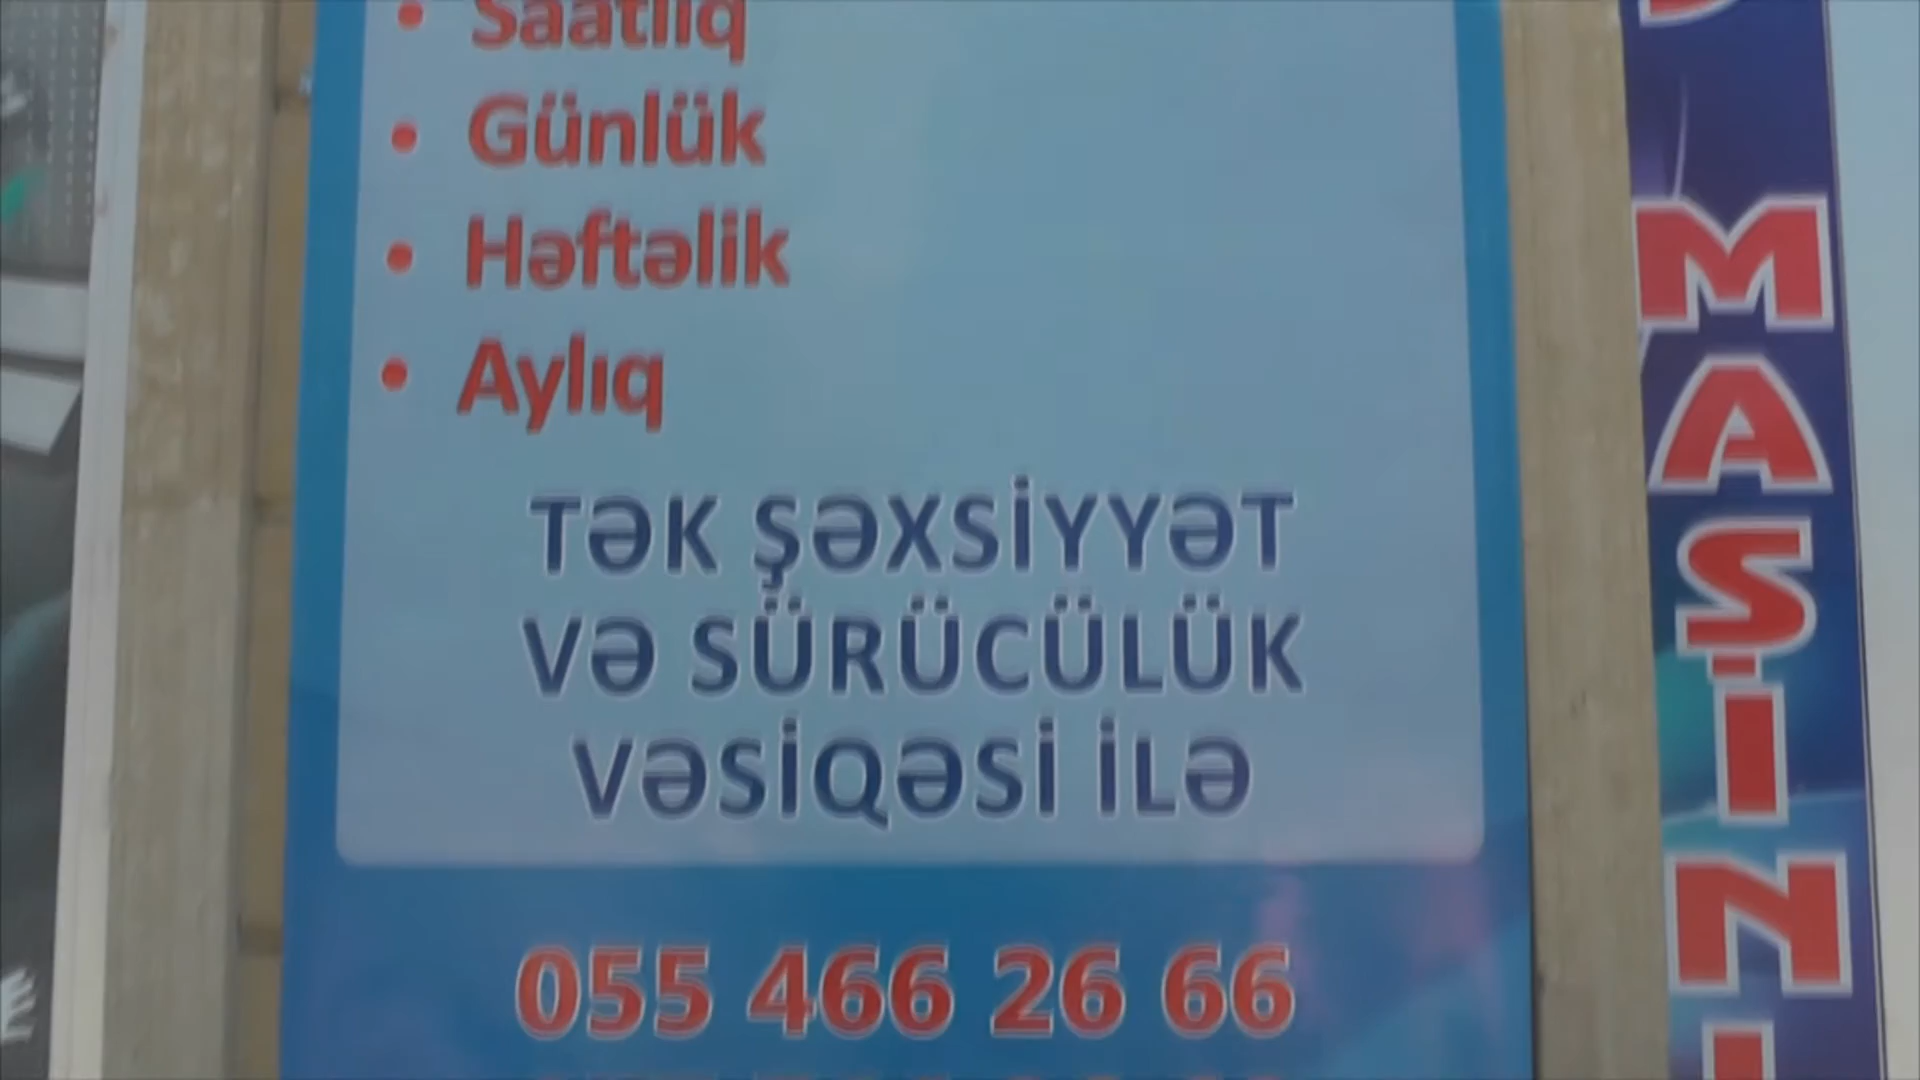 • Saatlıq
• Günlük
• Həftəlik
• Aylıq
TƏK ŞƏXSİYYƏT
VƏ SÜRÜCÜLÜK
VƏSİQƏSİ İLƏ
055 466 26 66
MAŞIN